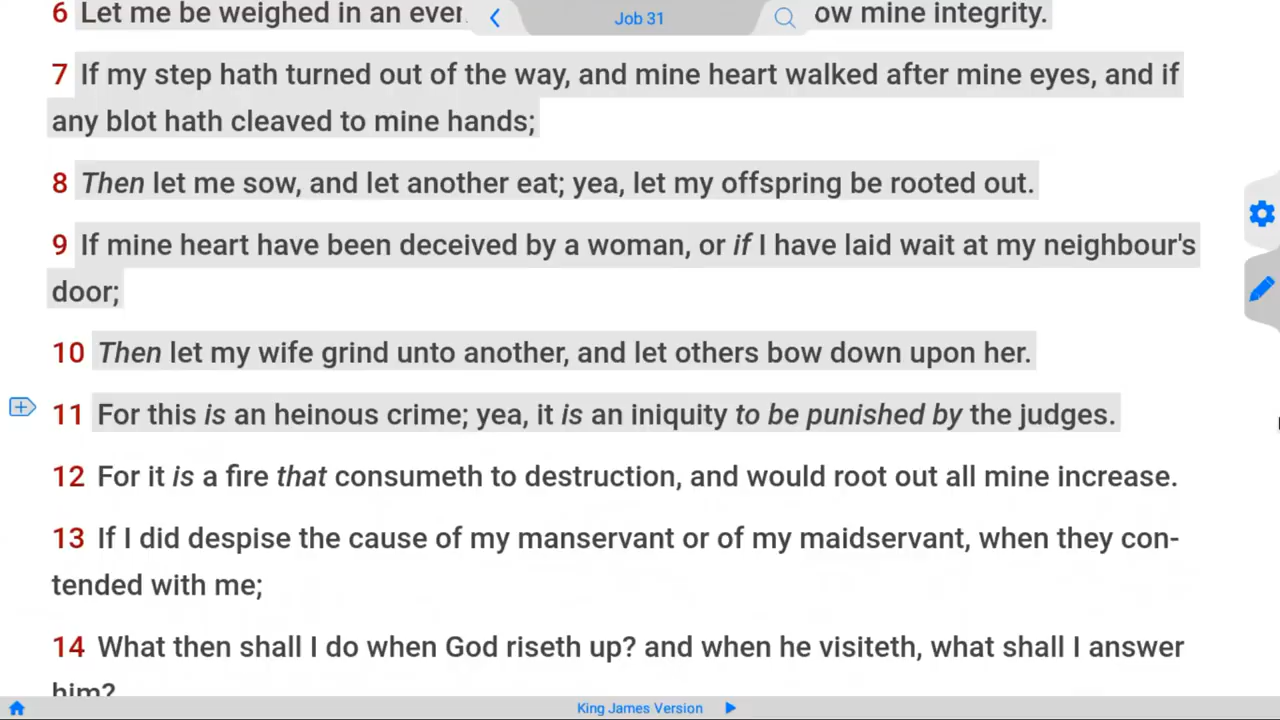 6 Let me be weighed in an ever
Job 31
ow mine integrity.
7 If my step hath turned out of the way, and mine heart walked after mine eyes, and if
any blot hath cleaved to mine hands;
8 Then let me sow, and let another eat; yea, let my offspring be rooted out.
9 If mine heart have been deceived by a woman, or if I have laid wait at my neighbour's
door;
10 Then let my wife grind unto another, and let others bow down upon her.
11 For this is an heinous crime; yea, it is an iniquity to be punished by the judges.
12 For it is a fire that consumeth to destruction, and would root out all mine increase.
13 If I did despise the cause of my manservant or of my maidservant, when they con-
tended with me;
14 What then shall I do when God riseth up? and when he visiteth, what shall I answer
him?
King James Version